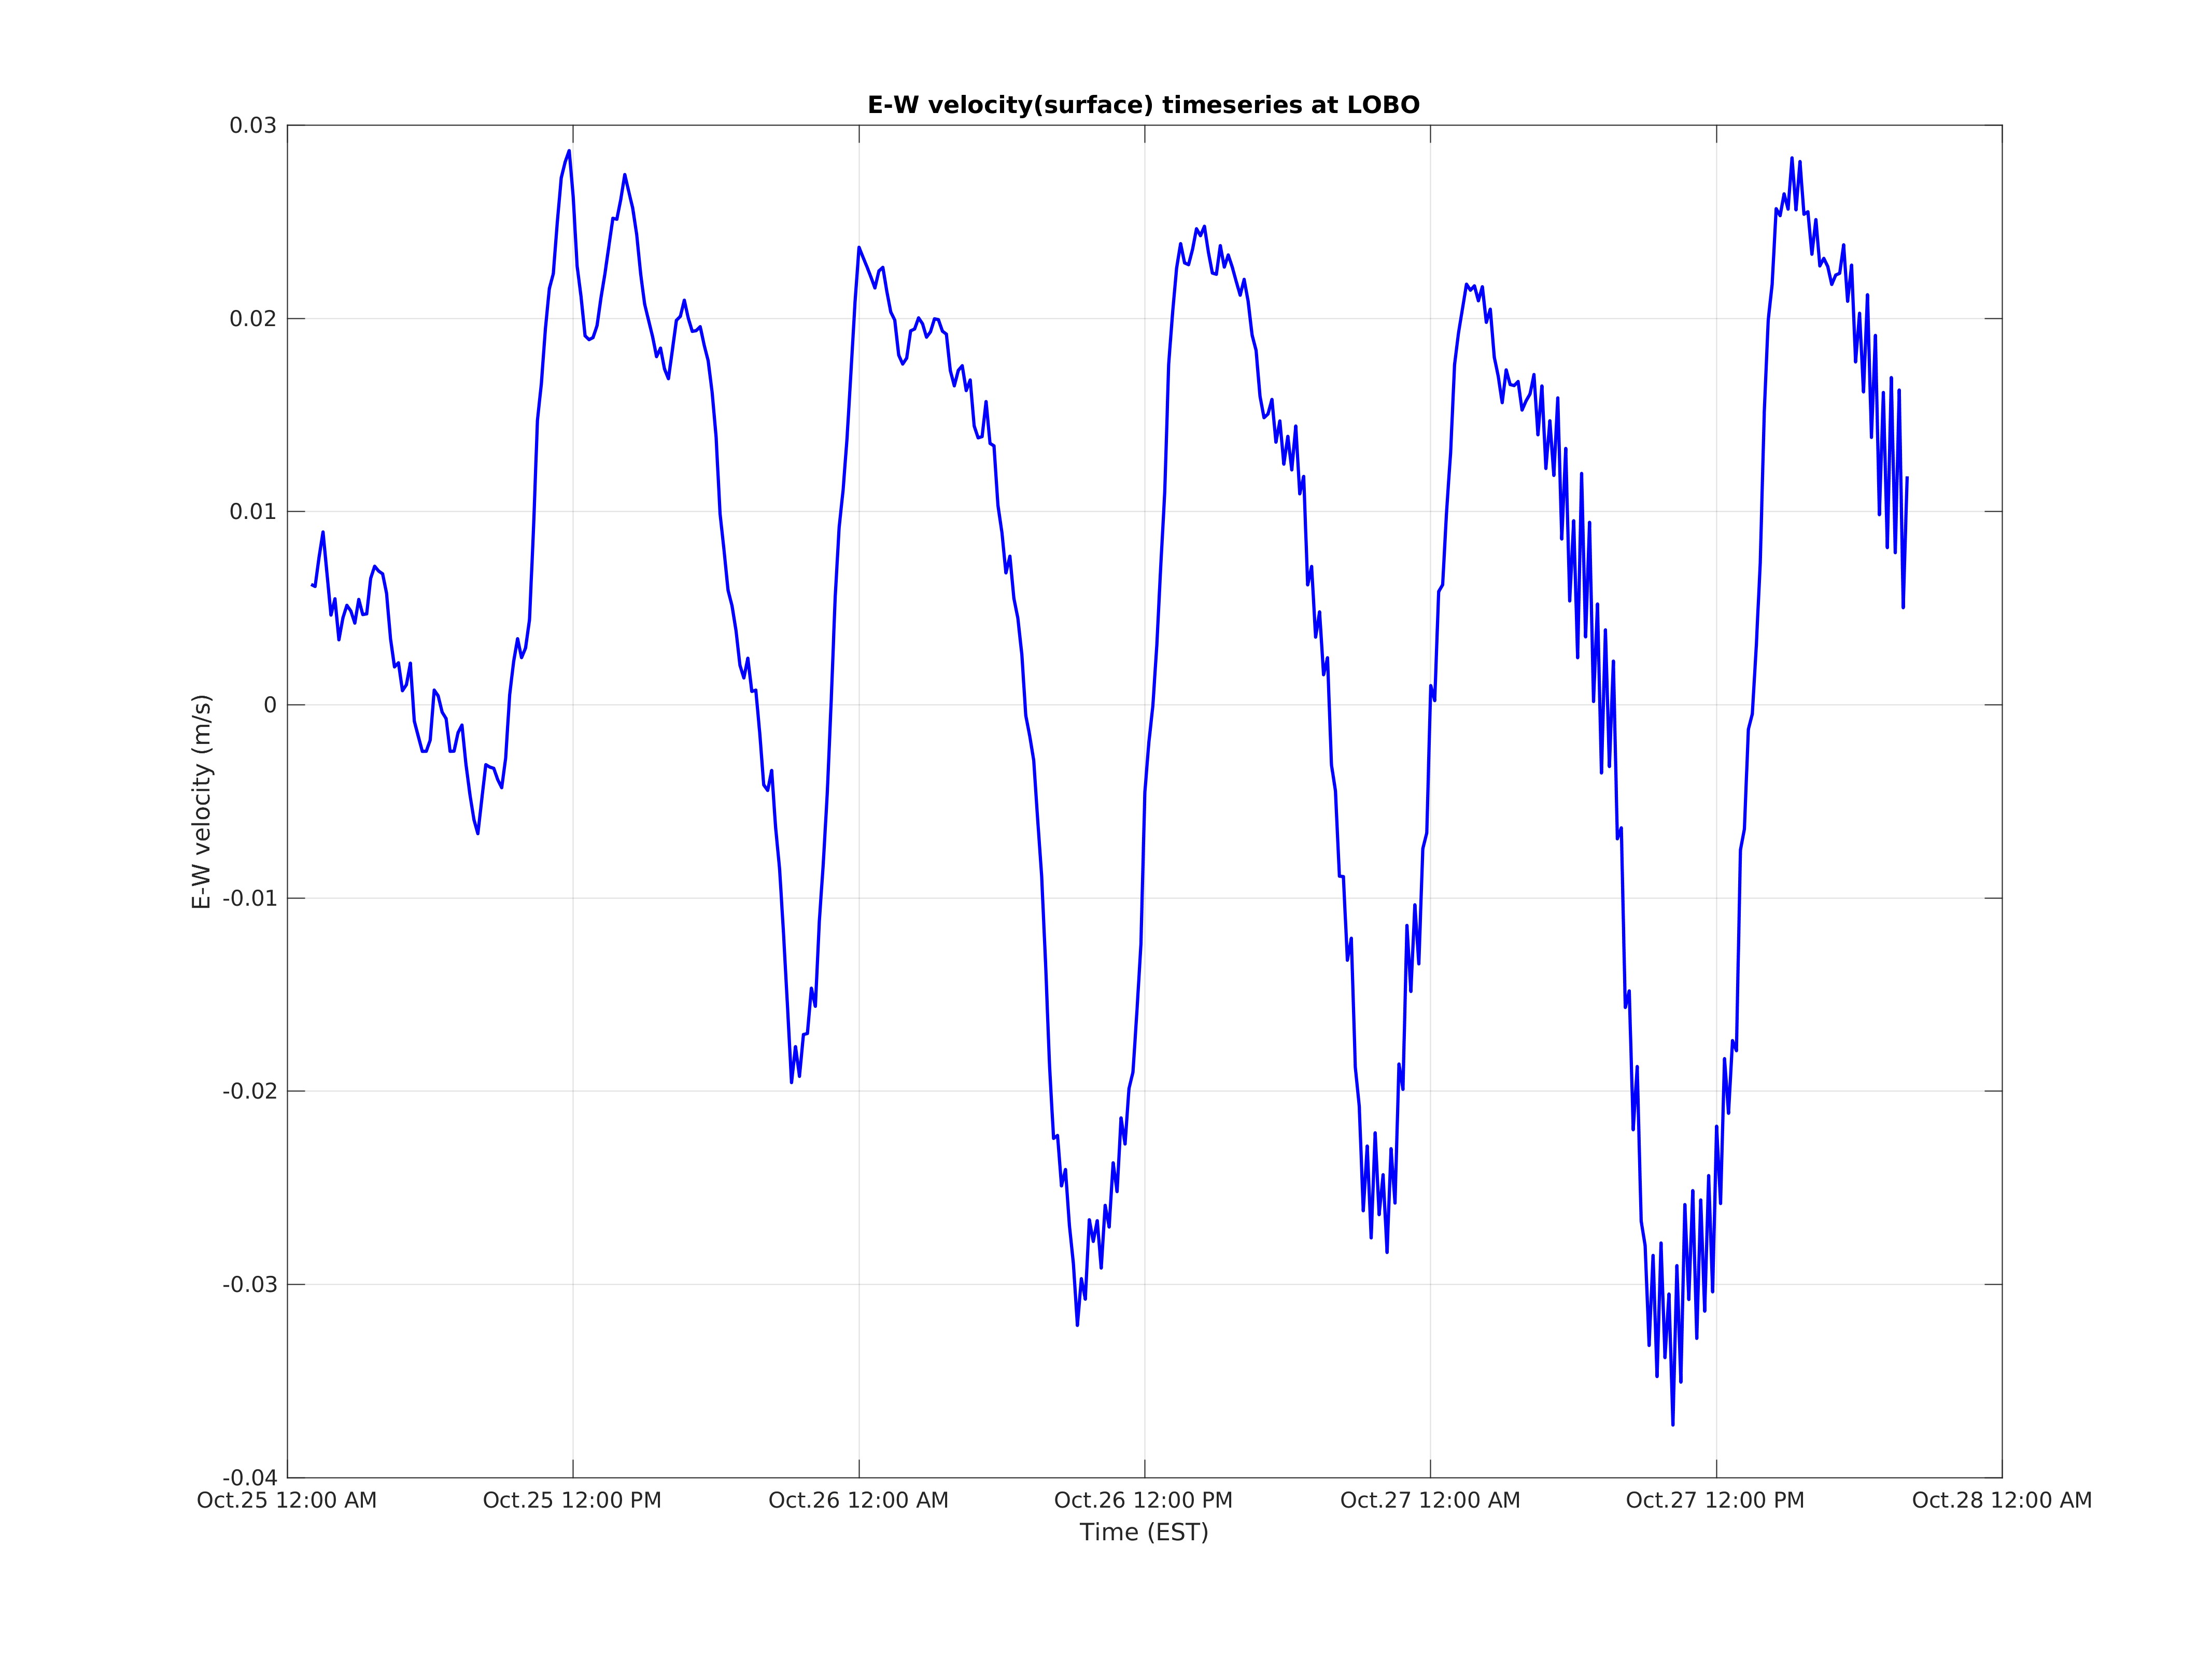 E-W velocity(surface) timeseries at LOBO
0.03
0.02
0.01
0
-0.01
-0.02
-0.03
-0.04
E-W velocity (m/s)
Oct.25 12:00 AM
Oct.25 12:00 PM
Oct.26 12:00 AM
Oct.26 12:00 PM
Oct.27 12:00 AM
Oct.27 12:00 PM
Oct.28 12:00 AM
Time (EST)